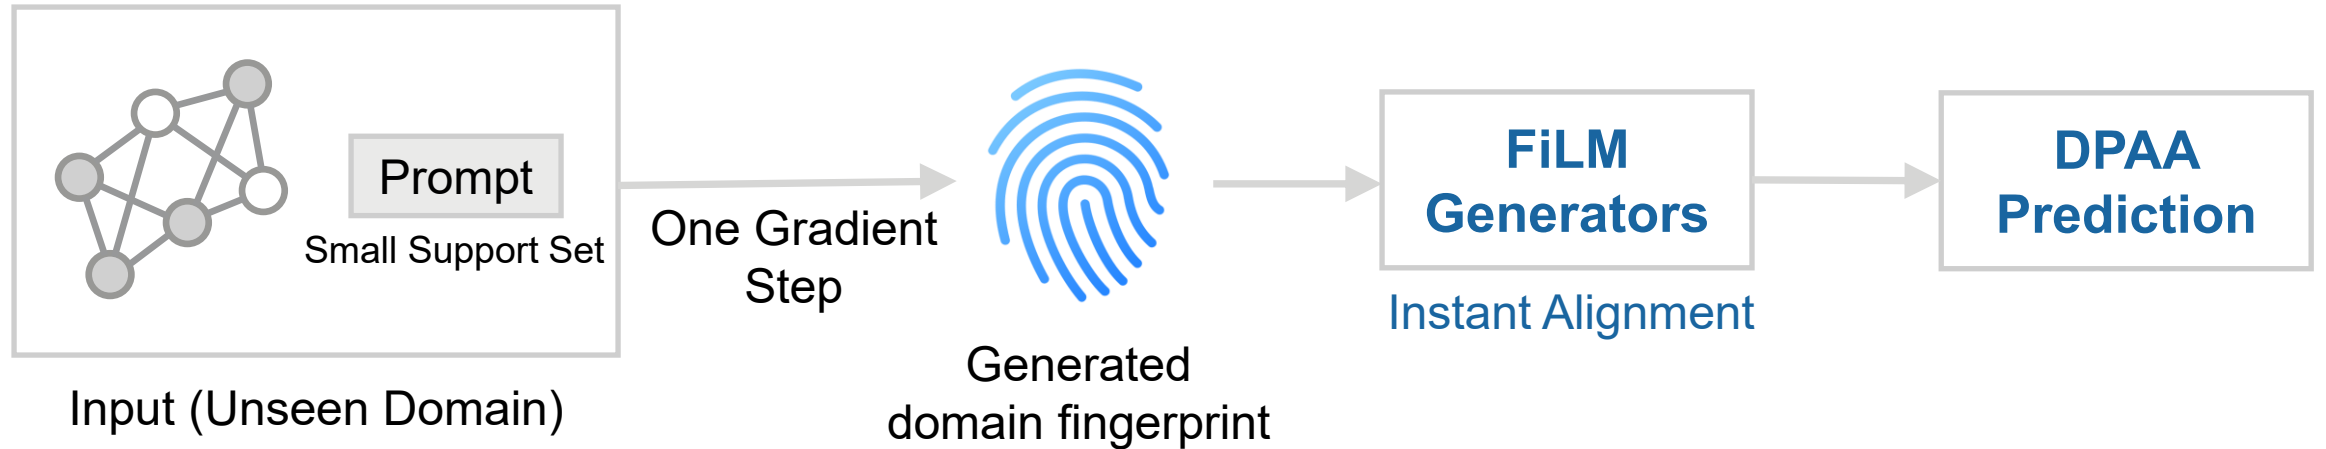 Prompt
Small Support Set
Input (Unseen Domain)
One Gradient
Step
Generated
domain fingerprint
FiLM
Generators
Instant Alignment
DPAA
Prediction